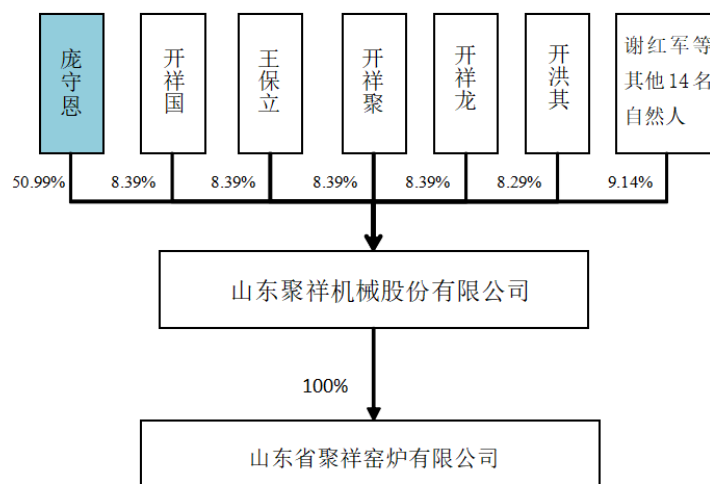 庞守恩
开祥国
王保立
开祥聚
开祥龙
开洪其
谢红军等
其他14名
自然人
50.99%
8.39%
8.39%
8.39%
8.39%
8.29%
9.14%
山东聚祥机械股份有限公司
100%
山东省聚祥窑炉有限公司